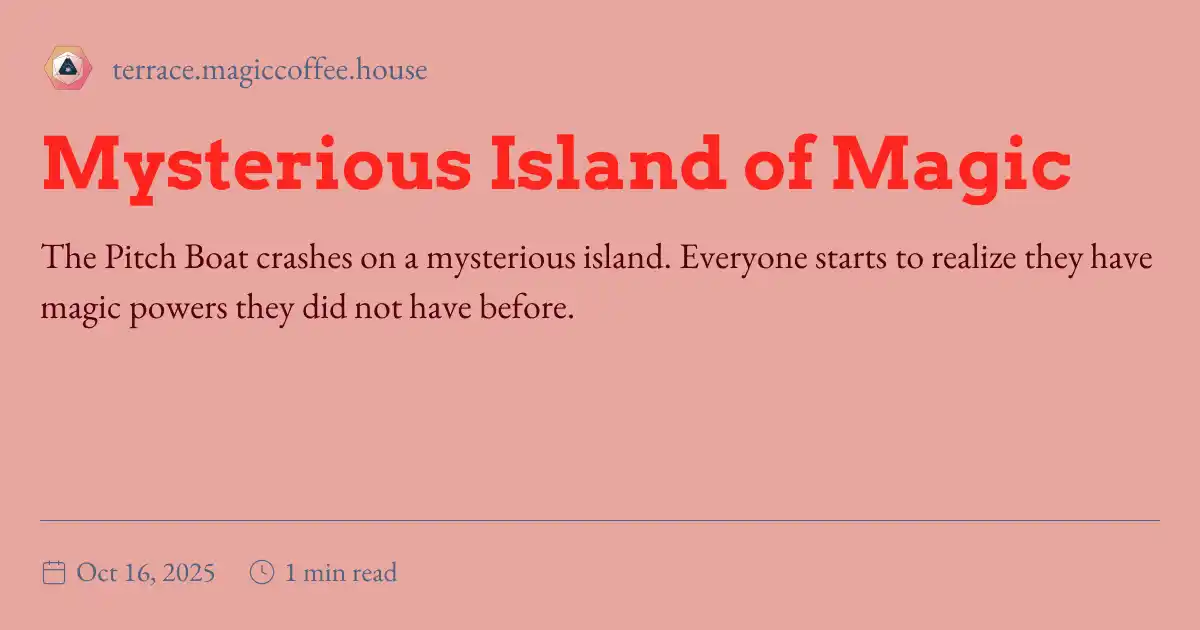 terrace.magiccoffee.house
Mysterious Island of Magic
The Pitch Boat crashes on a mysterious island. Everyone starts to realize they have
magic powers they did not have before.
Oct 16, 2025 1 min read